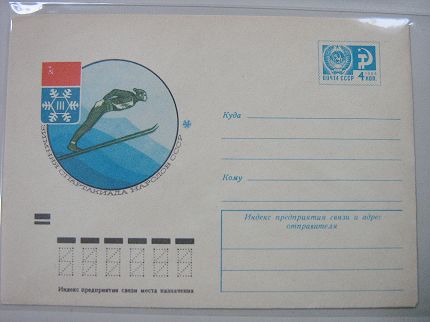 III
ЗИМНЯЯ СПАРТАКИАДА НАРОДОВ СССР
ПОЧТА СССР
4 КОП.
Куда
Кому
Индекс предприятия связи и адрес
отправителя
Индекс предприятия связи места назначения